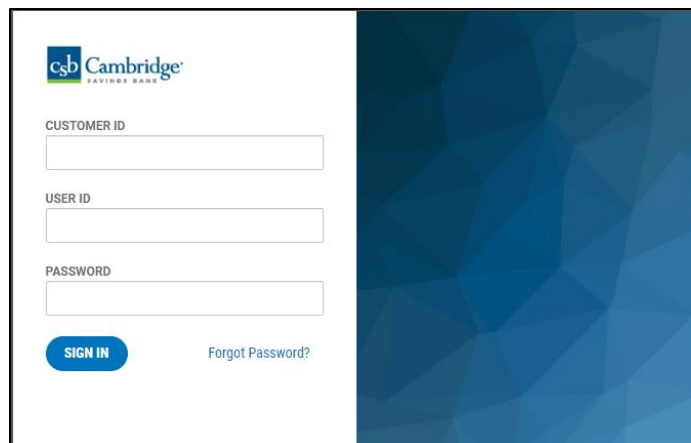 csb Cambridge
SAVINGS BANK
CUSTOMER ID
USER ID
PASSWORD
SIGN IN Forgot Password?